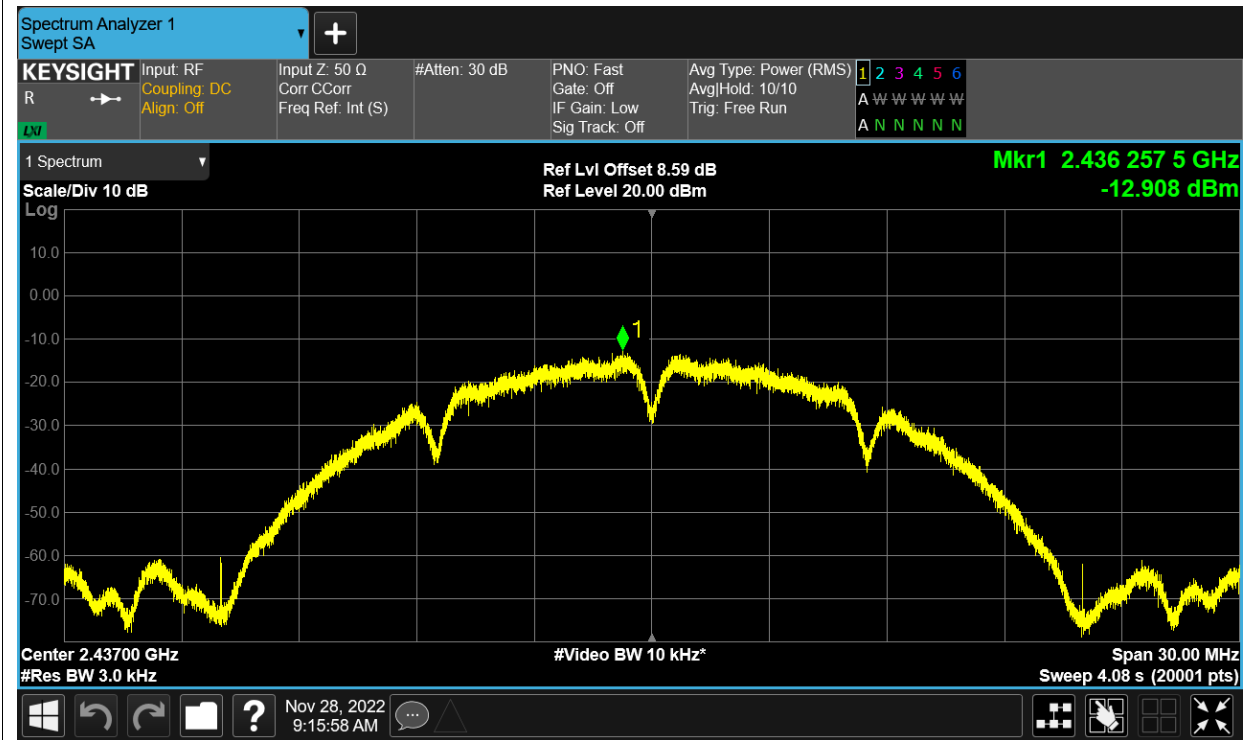 Spectrum Analyzer 1
Swept SA
+
KEYSIGHT
R
LXI
Input: RF
Coupling: DC
Align: Off
Input Z: 50 Ω
Corr CCorr
Freq Ref: Int (S)
#Atten: 30 dB
PNO: Fast
Gate: Off
IF Gain: Low
Sig Track: Off
Avg Type: Power (RMS)
Avg|Hold: 10/10
Trig: Free Run
1 2 3 4 5 6
A W W W W W
A N N N N N
1 Spectrum
Scale/Div 10 dB
Log
Ref Lvl Offset 8.59 dB
Ref Level 20.00 dBm
Mkr1 2.436 257 5 GHz
-12.908 dBm
10.0
0.00
-10.0
-20.0
-30.0
-40.0
-50.0
-60.0
-70.0
1
Center 2.43700 GHz
#Res BW 3.0 kHz
#Video BW 10 kHz*
Span 30.00 MHz
Sweep 4.08 s (20001 pts)
?
Nov 28, 2022
9:15:58 AM